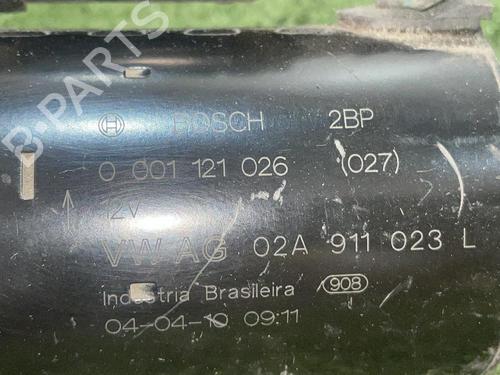 B-PARTS
BOSCH 2BP
0 001 121 026 (027)
12V
VW AG 02A 911 023 L
Indústria Brasileira 908
04-04-10 09:11